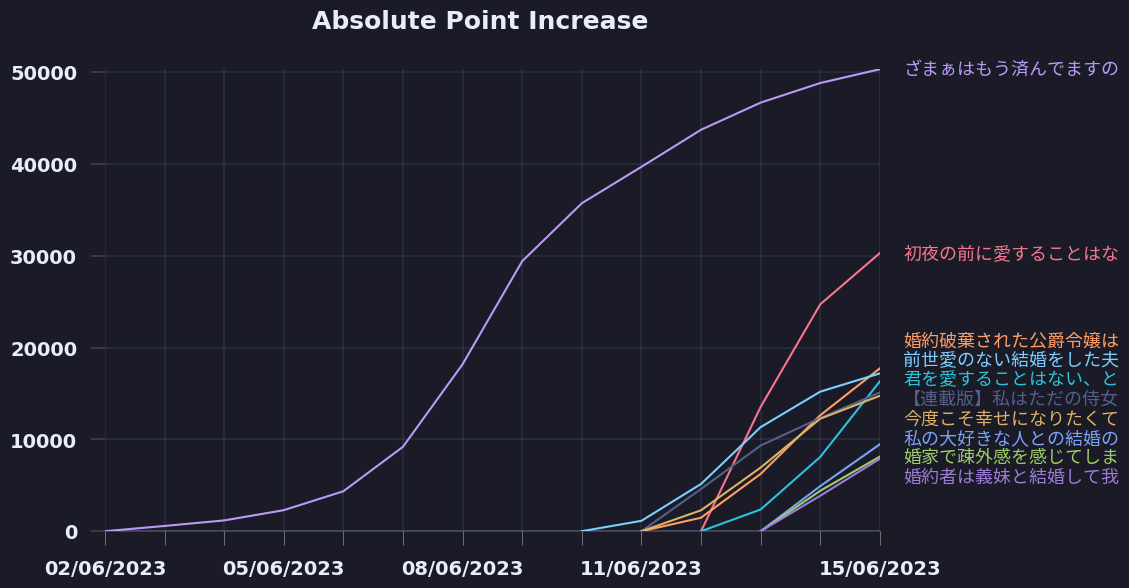 Absolute Point Increase
50000
40000
30000
20000
10000
0
02/06/2023
05/06/2023
08/06/2023
11/06/2023
15/06/2023
ざまぁはもう済んでますの
初夜の前に愛することはな
婚約破棄された公爵令嬢は
前世愛のない結婚をした夫
君を愛することはない、と
【連載版】私はただの侍女
今度こそ幸せになりたくて
私の大好きな人との結婚の
婚家で疎外感を感じてしま
婚約者は義妹と結婚して我